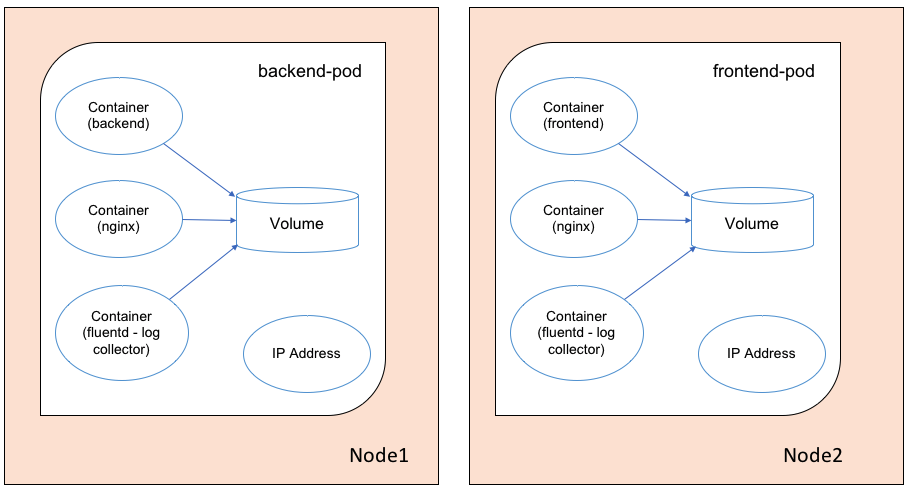 backend-pod
Container
(backend)
Container
(nginx)
Volume
Container
(fluentd - log
collector)
IP Address
Node1
frontend-pod
Container
(frontend)
Container
(nginx)
Volume
Container
(fluentd - log
collector)
IP Address
Node2